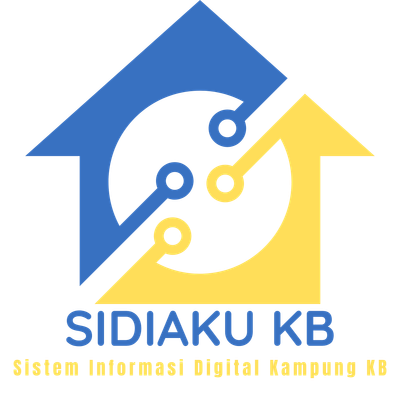 SIDIAKU KB
Sistem Informasi Digital Kampung KB